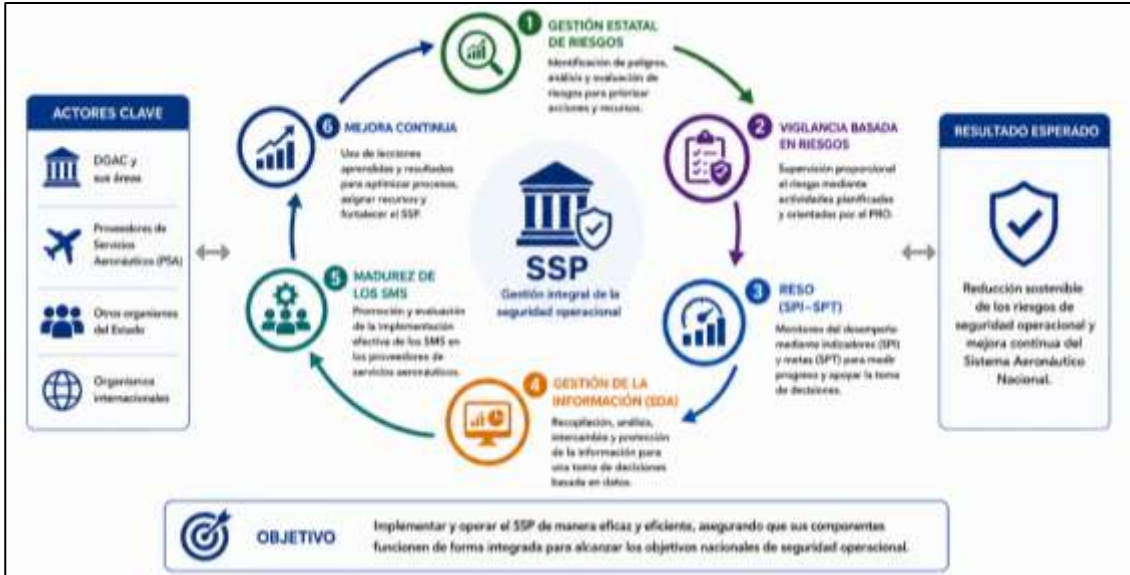 ACTORES CLAVE
DGAC y
sus áreas
Proveedores de
Servicios
Aeronáuticos (PSA)
Otros organismos
del Estado
Organismos
internacionales
1
GESTIÓN ESTATAL
DE RIESGOS
Identificación de peligros,
análisis y evaluación de
riesgos para priorizar
acciones y recursos.
2
VIGILANCIA BASADA
EN RIESGOS
Supervisión proporcional
al riesgo mediante
actividades planificadas
y orientadas por el PRO.
3
RESO
(SPI–SPT)
Monitoreo del desempeño
mediante indicadores (SPI)
y metas (SPT) para medir
progreso y apoyar la toma
de decisiones.
4
GESTIÓN DE LA
INFORMACIÓN (SDA)
Recopilación, análisis,
intercambio y protección
de la información para
una toma de decisiones
basada en datos.
5
MADUREZ DE
LOS SMS
Promoción y evaluación
de la implementación
efectiva de los SMS en
los proveedores de
servicios aeronáuticos.
6
MEJORA CONTINUA
Uso de lecciones
aprendidas y resultados
para optimizar procesos,
asignar recursos y
fortalecer el SSP.
SSP
Gestión integral de la
seguridad operacional
RESULTADO ESPERADO
Reducción sostenible
de los riesgos de
seguridad operacional y
mejora continua del
Sistema Aeronáutico
Nacional.
OBJETIVO
Implementar y operar el SSP de manera eficaz y eficiente, asegurando que sus componentes
funcionen de forma integrada para alcanzar los objetivos nacionales de seguridad operacional.